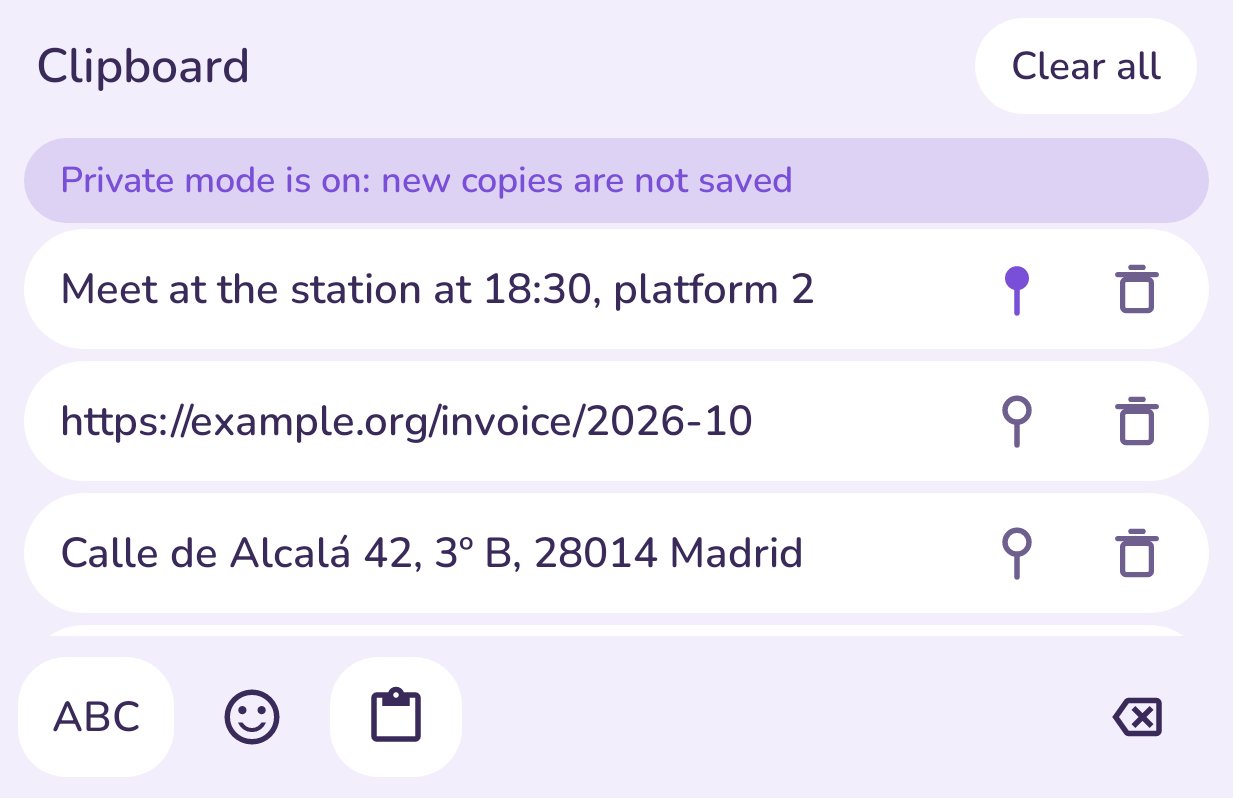 Clipboard
Clear all
Private mode is on: new copies are not saved
Meet at the station at 18:30, platform 2
https://example.org/invoice/2026-10
Calle de Alcalá 42, 3º B, 28014 Madrid
ABC